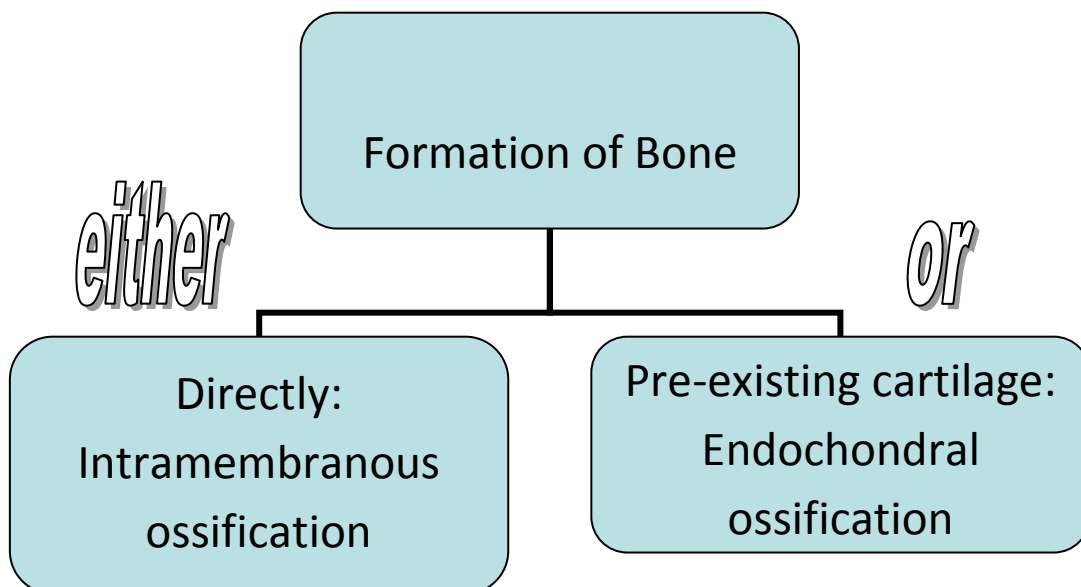 Formation of Bone
either
or
Directly:
Intramembranous
ossification
Pre-existing cartilage:
Endochondral
ossification